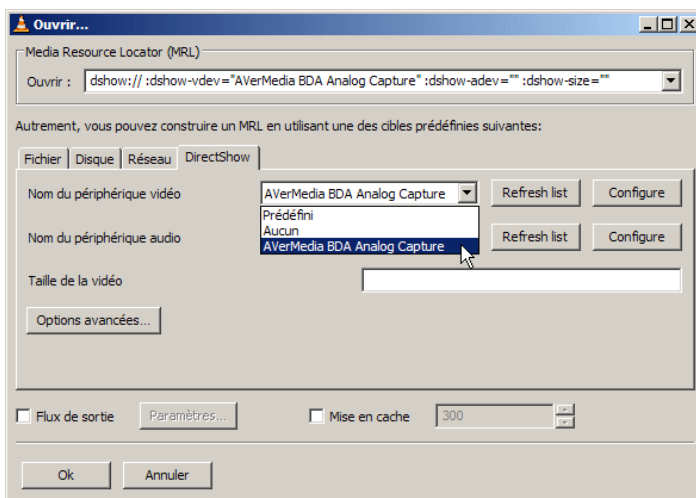 Ouvrir...
Media Resource Locator (MRL)
Ouvrir : dshow:// :dshow-vdev="AVerMedia BDA Analog Capture" :dshow-adev="" :dshow-size=""
Autrement, vous pouvez construire un MRL en utilisant une des cibles prédéfinies suivantes:
Fichier Disque Réseau DirectShow
Nom du périphérique vidéo AVerMedia BDA Analog Capture Refresh list Configure
Prédéfini
Aucun
Nom du périphérique audio Refresh list Configure
AVerMedia BDA Analog Capture
Taille de la vidéo
Options avancées...
Flux de sortie Paramètres... Mise en cache 300
Ok Annuler